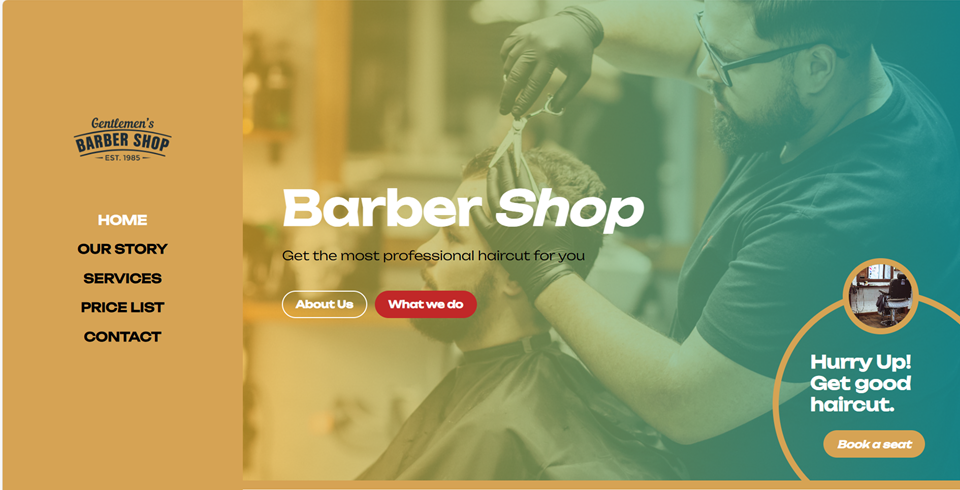 Gentlemen's
BARBER SHOP
EST. 1985
HOME
OUR STORY
SERVICES
PRICE LIST
CONTACT
Barber Shop
Get the most professional haircut for you
About Us
What we do
Hurry Up!
Get good
haircut.
Book a seat